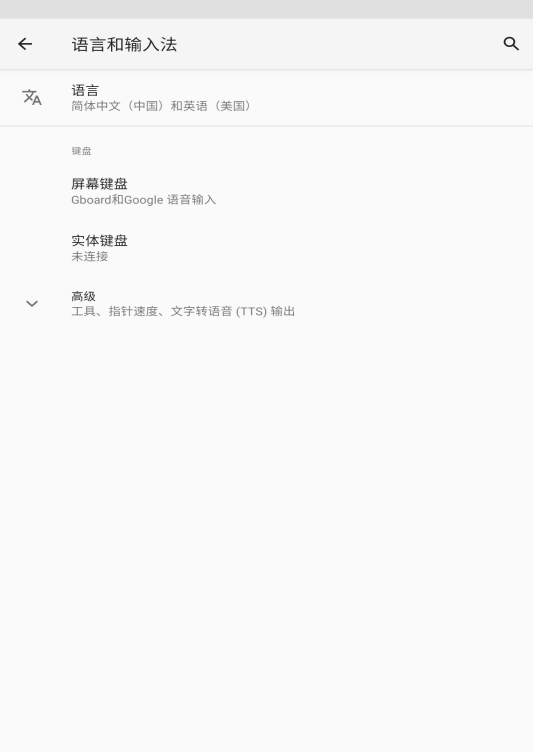 语言和输入法
语言
简体中文（中国）和英语（美国）
键盘
屏幕键盘
Gboard和Google 语音输入
实体键盘
未连接
高级
工具、指针速度、文字转语音 (TTS) 输出